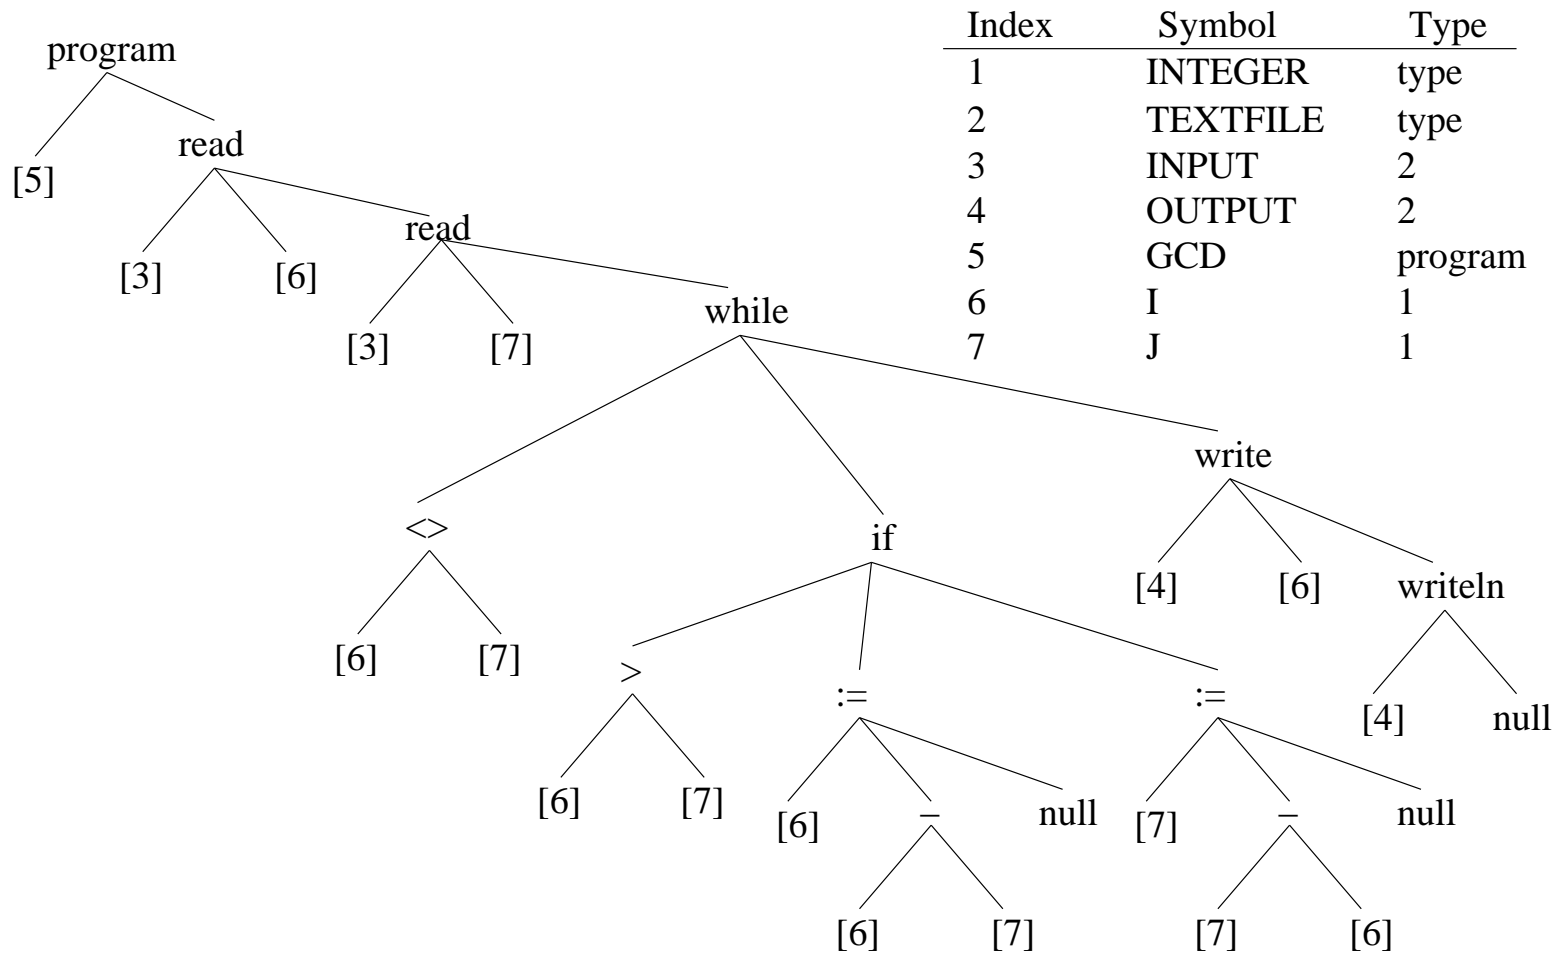 Index Symbol Type
program
1 INTEGER type
2 TEXTFILE type
read
3 INPUT 2
[5]
4 OUTPUT 2
read
5 GCD program
[3] [6]
6 I 1
while
[3] [7]
7 J 1
write
<>
if
[4] [6] writeln
[6] [7]
>
:= :=
[4] null
[6] [7]
[6] – null [7] – null
[6] [7] [7] [6]